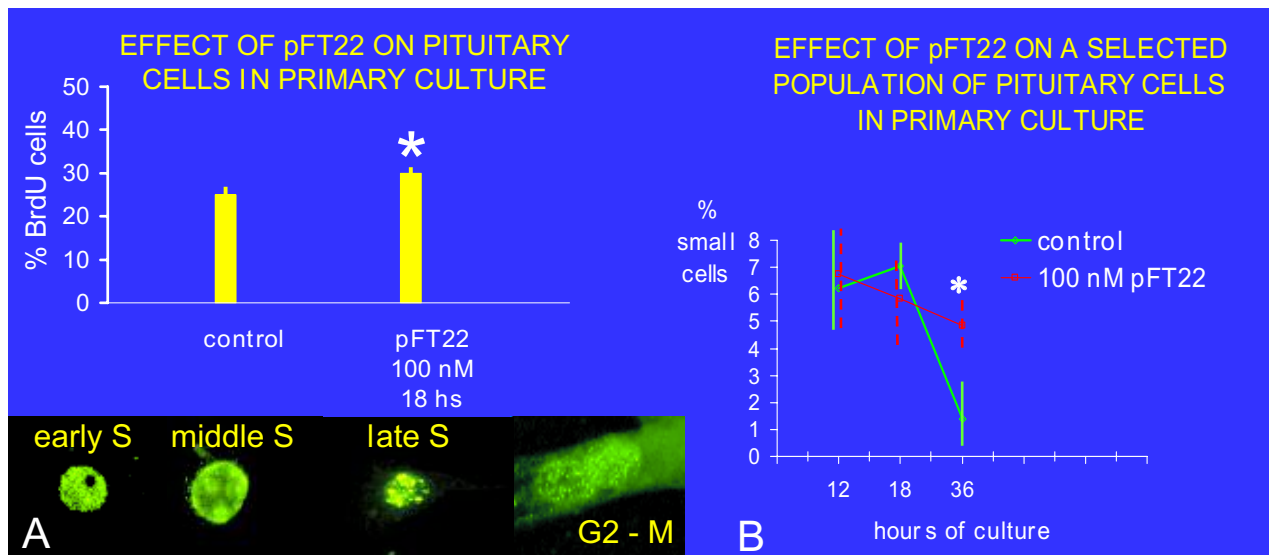 EFFECT OF pFT22 ON PITUITARY
CELLS IN PRIMARY CULTURE
% BrdU cells
50
40
30
20
10
0
*
control
pFT22
100 nM
18 hs
early S
middle S
late S
G2 - M
A
EFFECT OF pFT22 ON A SELECTED
POPULATION OF PITUITARY CELLS
IN PRIMARY CULTURE
%
small
cells
8
7
6
5
4
3
2
1
0
*
control
100 nM pFT22
12 18 36
hours of culture
B